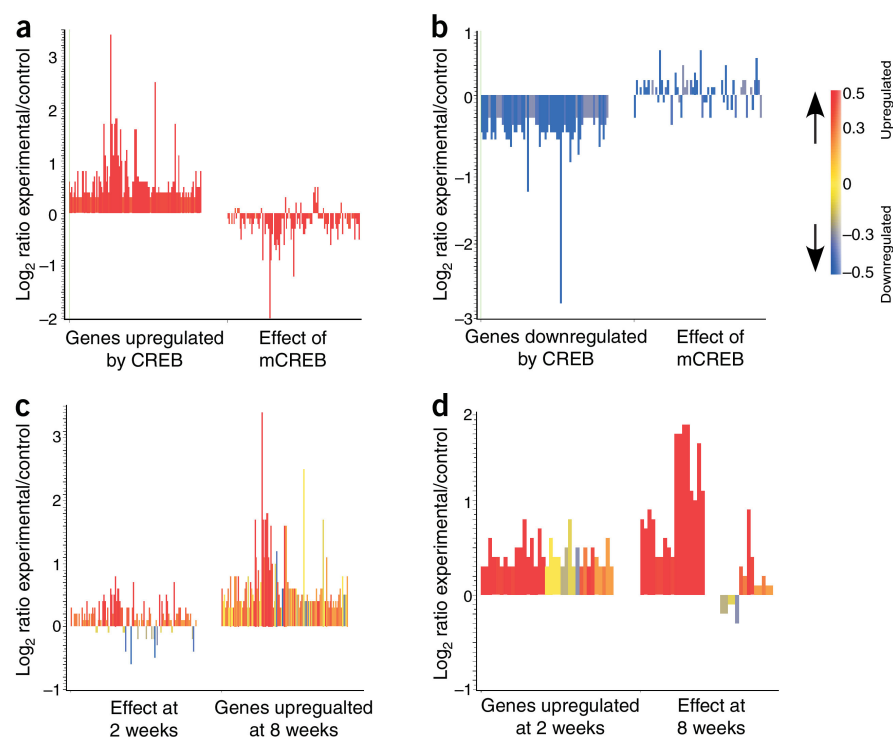 a
Log2 ratio experimental/control
3
2
1
0
−1
−2
Genes upregulated
by CREB
Effect of
mCREB
b
Log2 ratio experimental/control
1
0
−1
−2
−3
Genes downregulated
by CREB
Effect of
mCREB
0.5
0.3
0
−0.3
−0.5
Upregulated
Downregulated
c
Log2 ratio experimental/control
3
2
1
0
−1
Effect at
2 weeks
Genes upregualted
at 8 weeks
d
Log2 ratio experimental/control
2
1
0
−1
Genes upregulated
at 2 weeks
Effect at
8 weeks